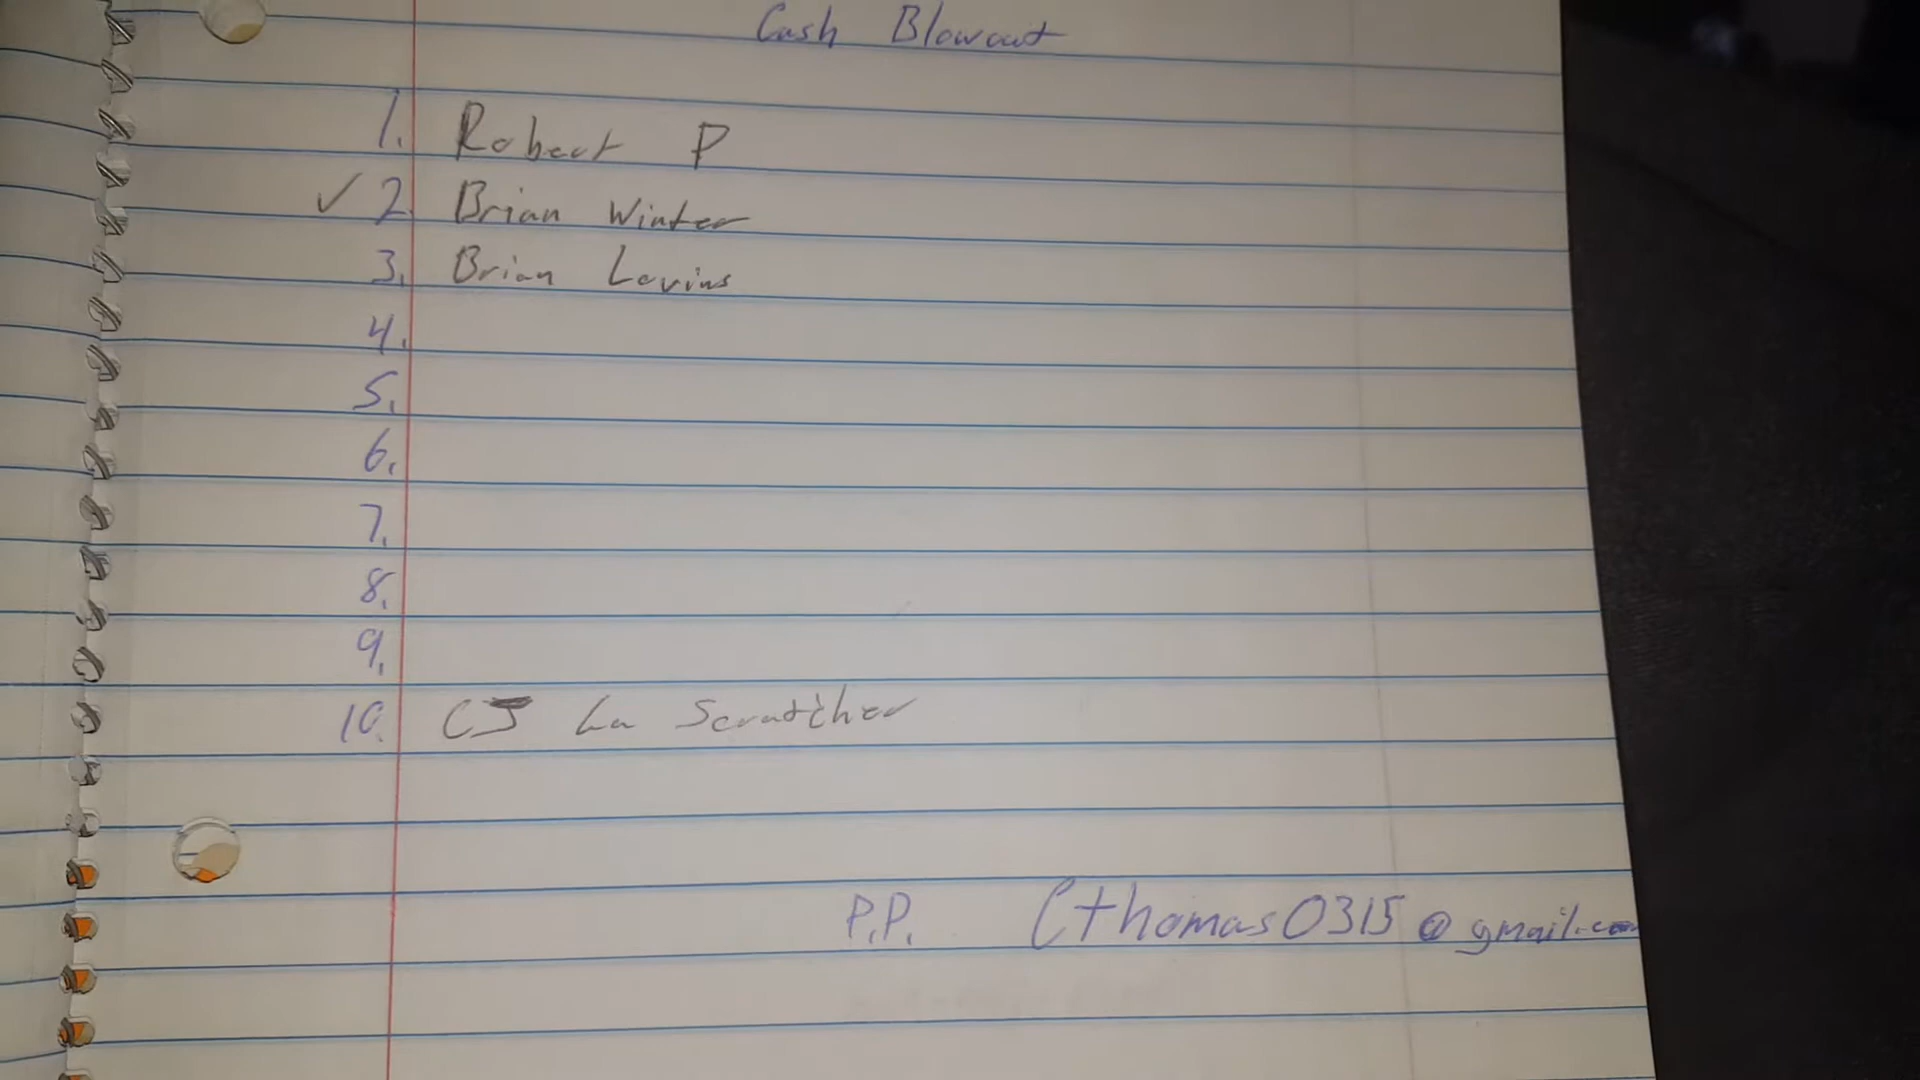 Cash Blowout
1. Robert P
✓ 2. Brian Winter
3. Brian Lovins
4.
5.
6.
7.
8.
9.
10. CJ La Scratcher
P.P. Cthomas0315@gmail.com